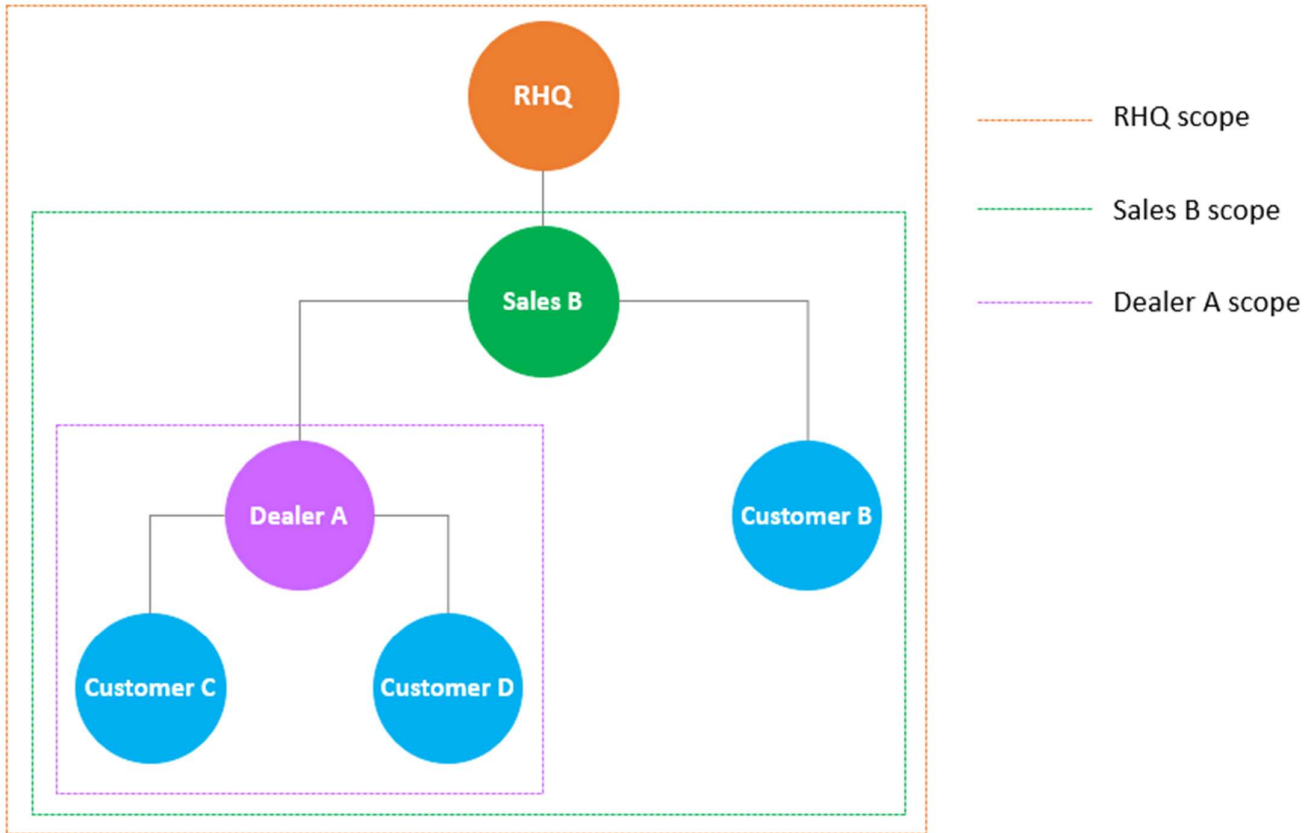 RHQ
RHQ scope
Sales B scope
Sales B
Dealer A scope
Dealer A
Customer B
Customer C
Customer D